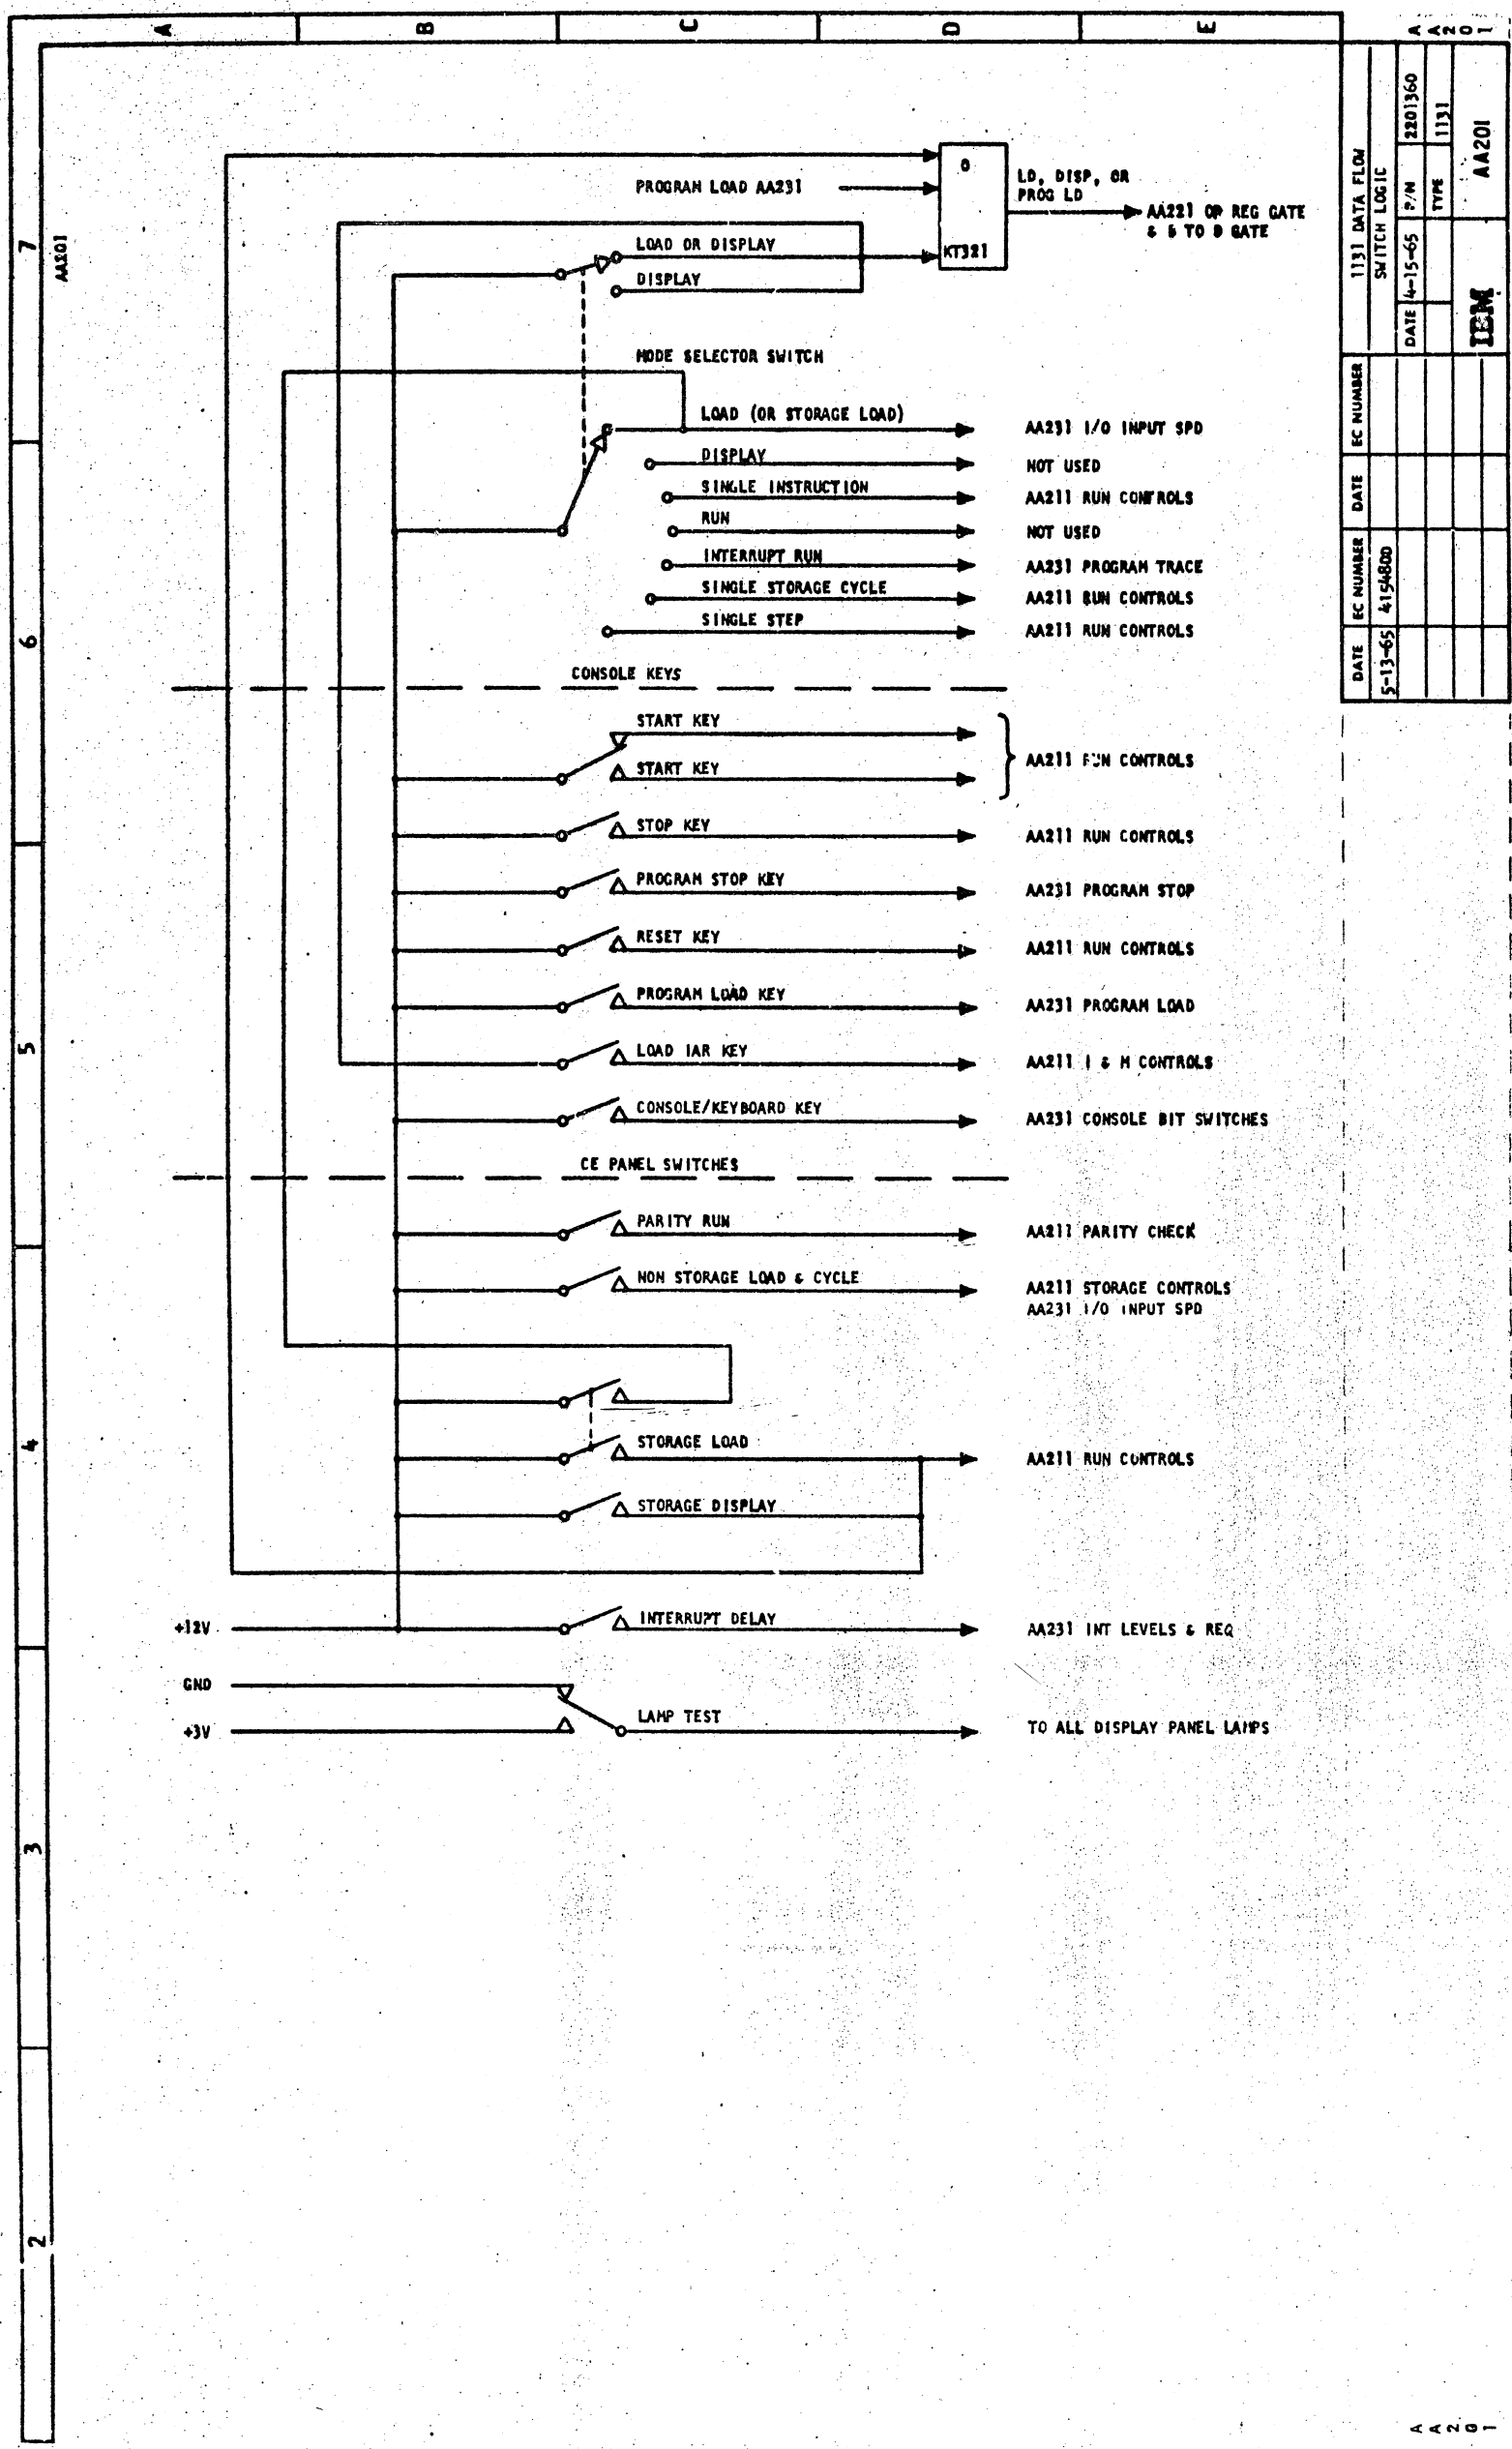 A B C D E
AA201
7
6
5
4
3
2
PROGRAM LOAD AA231
O
KT321
LD, DISP, OR
PROG LD
AA221 OP REG GATE
LOAD OR DISPLAY
DISPLAY
MODE SELECTOR SWITCH
LOAD (OR STORAGE LOAD) AA231 I/O INPUT SPD
DISPLAY NOT USED
SINGLE INSTRUCTION AA211 RUN CONTROLS
RUN NOT USED
INTERRUPT RUN AA231 PROGRAM TRACE
SINGLE STORAGE CYCLE AA211 RUN CONTROLS
SINGLE STEP AA211 RUN CONTROLS
CONSOLE KEYS
START KEY
START KEY
AA211 RUN CONTROLS
STOP KEY AA211 RUN CONTROLS
PROGRAM STOP KEY AA231 PROGRAM STOP
RESET KEY AA211 RUN CONTROLS
PROGRAM LOAD KEY AA231 PROGRAM LOAD
LOAD IAR KEY AA211 I & M CONTROLS
CONSOLE/KEYBOARD KEY AA231 CONSOLE BIT SWITCHES
CE PANEL SWITCHES
PARITY RUN AA211 PARITY CHECK
NON STORAGE LOAD & CYCLE AA211 STORAGE CONTROLS
AA231 I/O INPUT SPD
STORAGE LOAD AA211 RUN CONTROLS
STORAGE DISPLAY
+12V INTERRUPT DELAY AA231 INT LEVELS & REQ
GND
+3V LAMP TEST TO ALL DISPLAY PANEL LAMPS
DATE EC NUMBER DATE EC NUMBER
5-13-65 415480D
1131 DATA FLOW
SWITCH LOGIC
DATE 4-15-65 P/N 2201360
TYPE 1131
IBM AA201
AA201
AA201